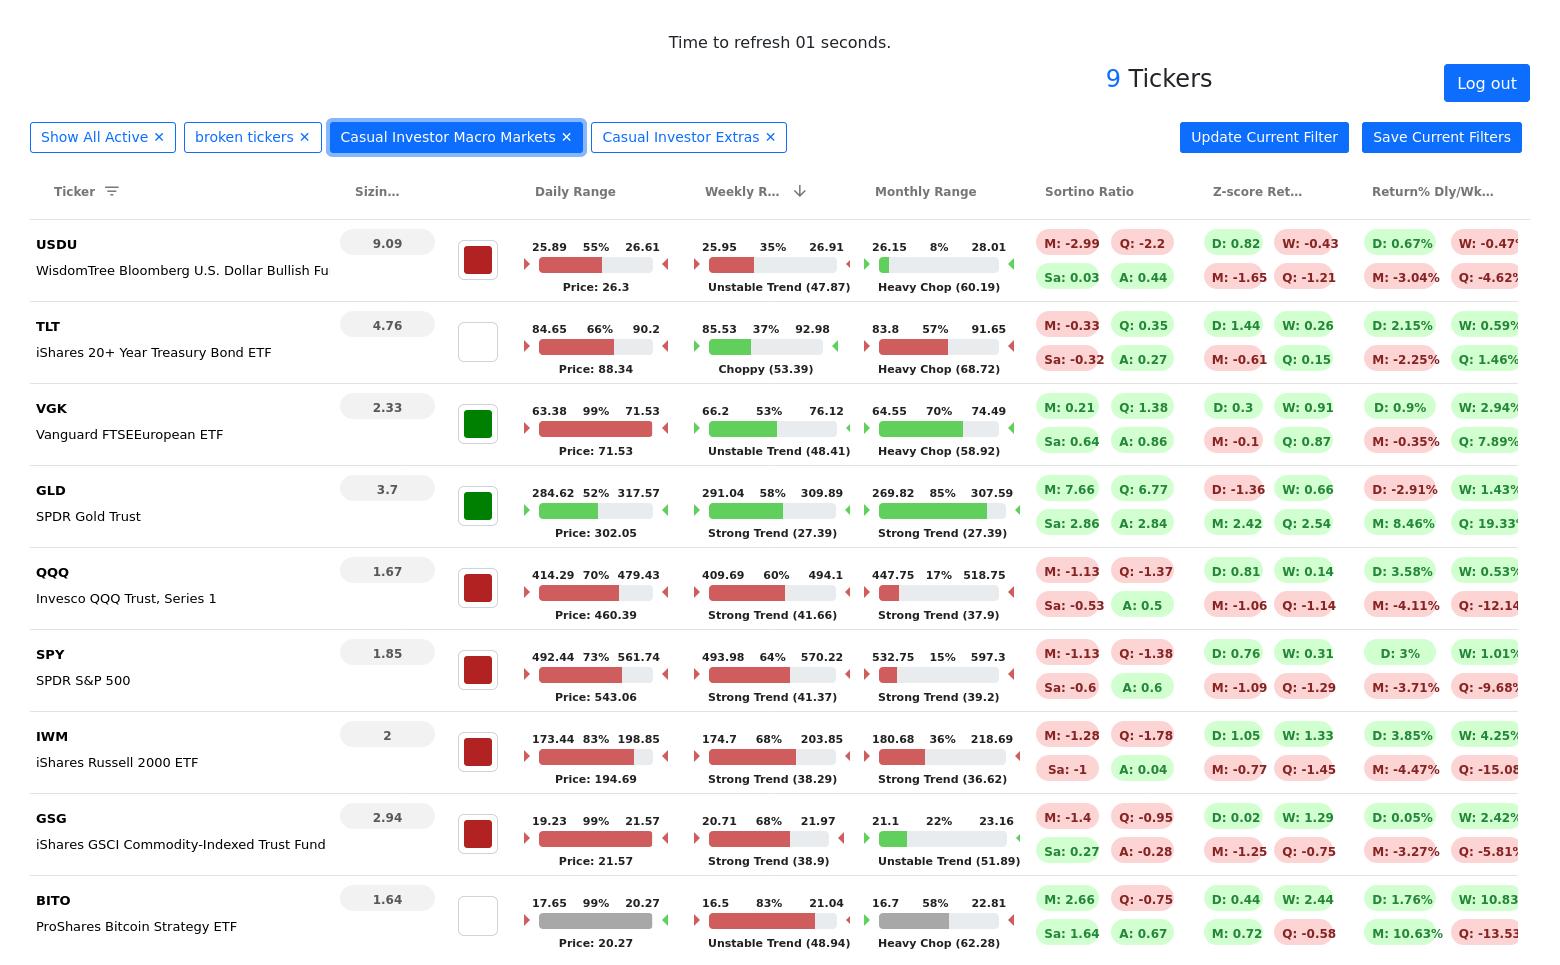 Time to refresh 01 seconds.
9 Tickers
Log out
Show All Active ✕ broken tickers ✕ Casual Investor Macro Markets ✕ Casual Investor Extras ✕ Update Current Filter Save Current Filters
Ticker Sizin... Daily Range Weekly R... Monthly Range Sortino Ratio Z-score Ret... Return% Dly/Wk...
USDU 9.09 25.89 55% 26.61 25.95 35% 26.91 26.15 8% 28.01 M: -2.99 Q: -2.2 D: 0.82 W: -0.43 D: 0.67% W: -0.47%
WisdomTree Bloomberg U.S. Dollar Bullish Fu Price: 26.3 Unstable Trend (47.87) Heavy Chop (60.19) Sa: 0.03 A: 0.44 M: -1.65 Q: -1.21 M: -3.04% Q: -4.62%
TLT 4.76 84.65 66% 90.2 85.53 37% 92.98 83.8 57% 91.65 M: -0.33 Q: 0.35 D: 1.44 W: 0.26 D: 2.15% W: 0.59%
iShares 20+ Year Treasury Bond ETF Price: 88.34 Choppy (53.39) Heavy Chop (68.72) Sa: -0.32 A: 0.27 M: -0.61 Q: 0.15 M: -2.25% Q: 1.46%
VGK 2.33 63.38 99% 71.53 66.2 53% 76.12 64.55 70% 74.49 M: 0.21 Q: 1.38 D: 0.3 W: 0.91 D: 0.9% W: 2.94%
Vanguard FTSEEuropean ETF Price: 71.53 Unstable Trend (48.41) Heavy Chop (58.92) Sa: 0.64 A: 0.86 M: -0.1 Q: 0.87 M: -0.35% Q: 7.89%
GLD 3.7 284.62 52% 317.57 291.04 58% 309.89 269.82 85% 307.59 M: 7.66 Q: 6.77 D: -1.36 W: 0.66 D: -2.91% W: 1.43%
SPDR Gold Trust Price: 302.05 Strong Trend (27.39) Strong Trend (27.39) Sa: 2.86 A: 2.84 M: 2.42 Q: 2.54 M: 8.46% Q: 19.33%
QQQ 1.67 414.29 70% 479.43 409.69 60% 494.1 447.75 17% 518.75 M: -1.13 Q: -1.37 D: 0.81 W: 0.14 D: 3.58% W: 0.53%
Invesco QQQ Trust, Series 1 Price: 460.39 Strong Trend (41.66) Strong Trend (37.9) Sa: -0.53 A: 0.5 M: -1.06 Q: -1.14 M: -4.11% Q: -12.14
SPY 1.85 492.44 73% 561.74 493.98 64% 570.22 532.75 15% 597.3 M: -1.13 Q: -1.38 D: 0.76 W: 0.31 D: 3% W: 1.01%
SPDR S&P 500 Price: 543.06 Strong Trend (41.37) Strong Trend (39.2) Sa: -0.6 A: 0.6 M: -1.09 Q: -1.29 M: -3.71% Q: -9.68%
IWM 2 173.44 83% 198.85 174.7 68% 203.85 180.68 36% 218.69 M: -1.28 Q: -1.78 D: 1.05 W: 1.33 D: 3.85% W: 4.25%
iShares Russell 2000 ETF Price: 194.69 Strong Trend (38.29) Strong Trend (36.62) Sa: -1 A: 0.04 M: -0.77 Q: -1.45 M: -4.47% Q: -15.08
GSG 2.94 19.23 99% 21.57 20.71 68% 21.97 21.1 22% 23.16 M: -1.4 Q: -0.95 D: 0.02 W: 1.29 D: 0.05% W: 2.42%
iShares GSCI Commodity-Indexed Trust Fund Price: 21.57 Strong Trend (38.9) Unstable Trend (51.89) Sa: 0.27 A: -0.28 M: -1.25 Q: -0.75 M: -3.27% Q: -5.81%
BITO 1.64 17.65 99% 20.27 16.5 83% 21.04 16.7 58% 22.81 M: 2.66 Q: -0.75 D: 0.44 W: 2.44 D: 1.76% W: 10.83
ProShares Bitcoin Strategy ETF Price: 20.27 Unstable Trend (48.94) Heavy Chop (62.28) Sa: 1.64 A: 0.67 M: 0.72 Q: -0.58 M: 10.63% Q: -13.53